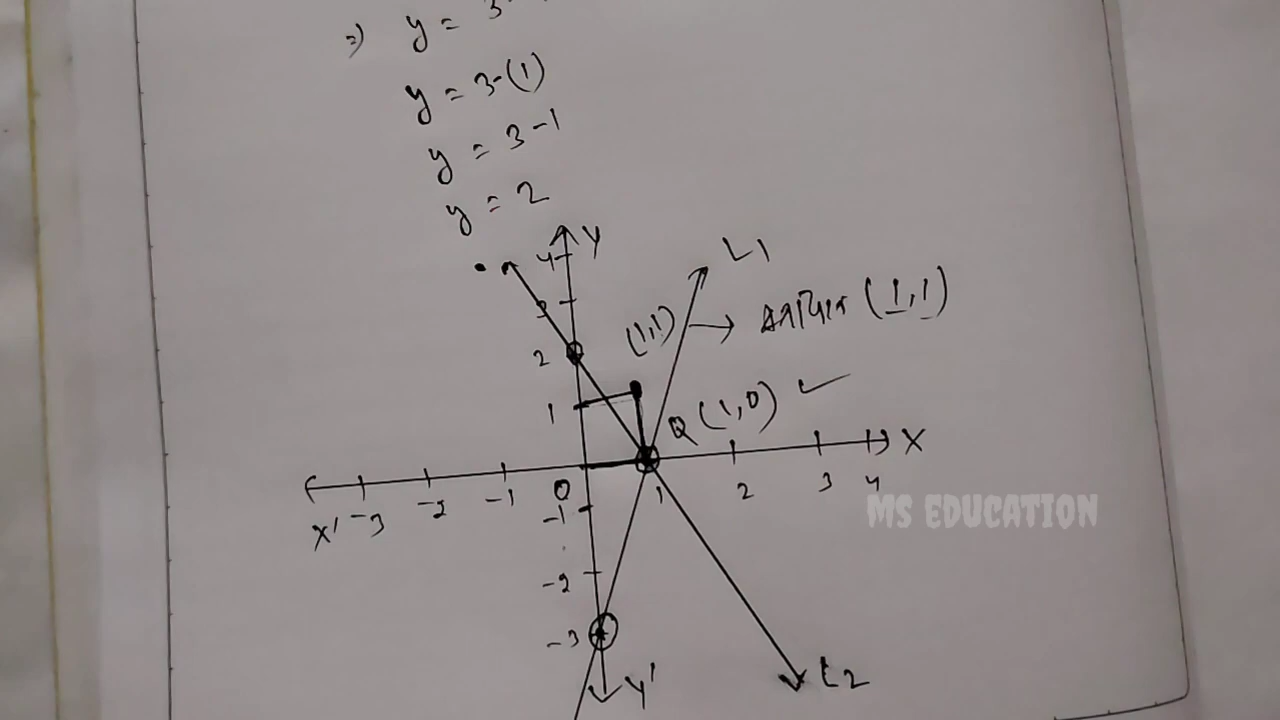 =) y = 3-
y = 3-(1)
y = 3-1
y = 2
Y
4
L1
3
(1,1)
→ (1,1)
2
1
Q (1,0) ✓
X
X' -3 -2 -1 0 1 2 3 4
-1
MS EDUCATION
-2
-3
Y'
L2